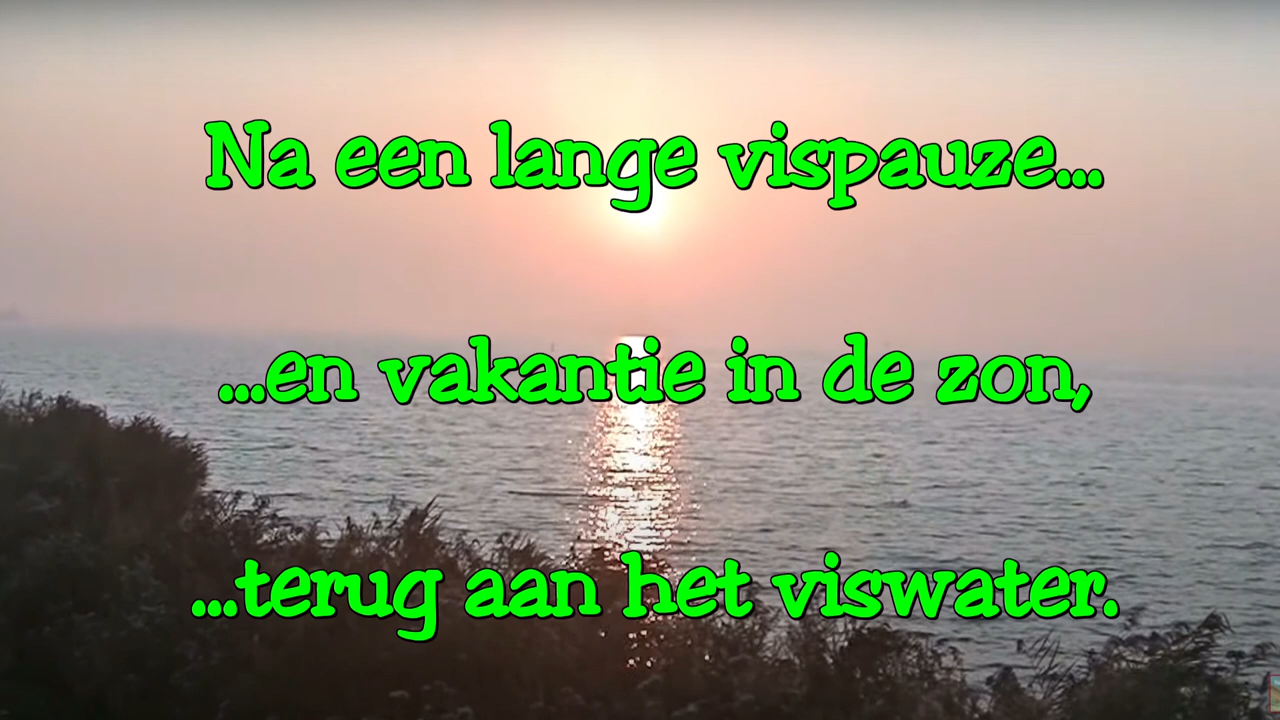 Na een lange vispauze...
...en vakantie in de zon,
...terug aan het viswater.